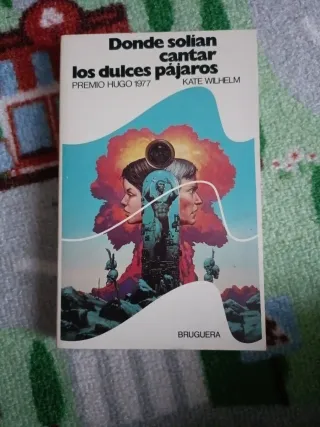 Donde solían
cantar
los dulces pájaros
PREMIO HUGO 1977 KATE WILHELM
BRUGUERA